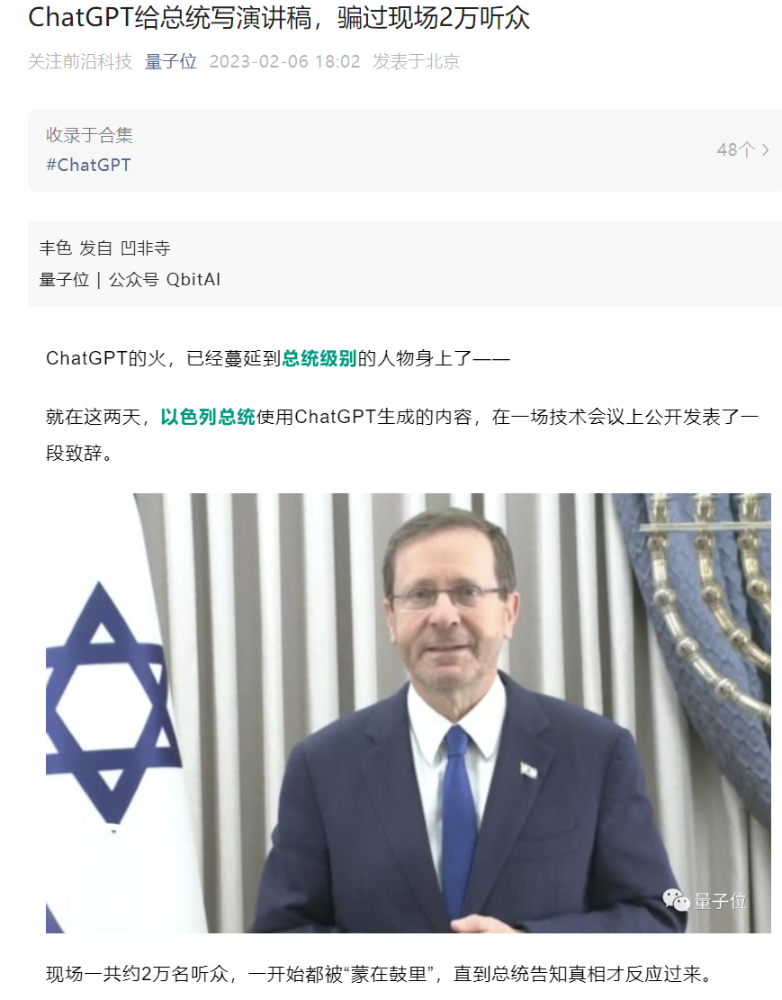 ChatGPT给总统写演讲稿，骗过现场2万听众
关注前沿科技 量子位 2023-02-06 18:02 发表于北京
收录于合集
#ChatGPT
48个
丰色 发自 凹非寺
量子位 | 公众号 QbitAI
ChatGPT的火，已经蔓延到总统级别的人物身上了——
就在这两天，以色列总统使用ChatGPT生成的内容，在一场技术会议上公开发表了一
段致辞。
量子位
现场一共约2万名听众，一开始都被“蒙在鼓里”，直到总统告知真相才反应过来。